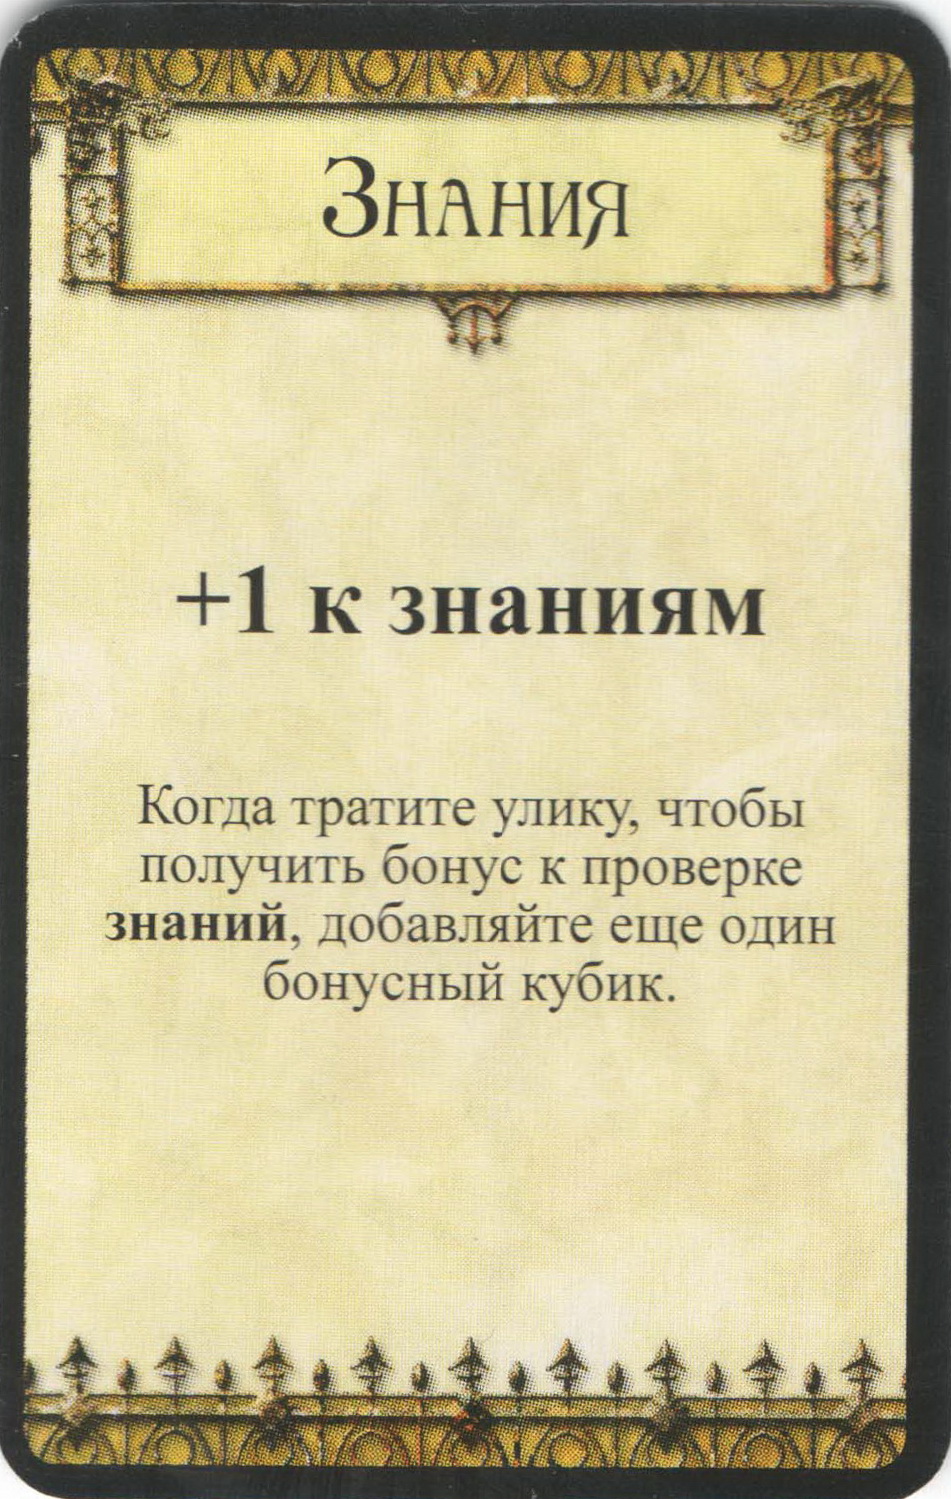 Знания
+1 к знаниям
Когда тратите улику, чтобы
получить бонус к проверке
знаний, добавляйте еще один
бонусный кубик.